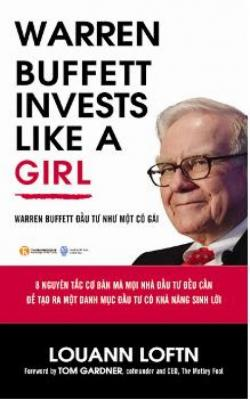 WARREN
BUFFETT
INVESTS
LIKE A
GIRL
WARREN BUFFETT ĐẦU TƯ NHƯ MỘT CÔ GÁI
8 NGUYÊN TẮC CƠ BẢN MÀ MỌI NHÀ ĐẦU TƯ ĐỀU CẦN
ĐỂ TẠO RA MỘT DANH MỤC ĐẦU TƯ CÓ KHẢ NĂNG SINH LỜI
LOUANN LOFTN
Foreword by TOM GARDNER, cofounder and CEO, The Motley Fool